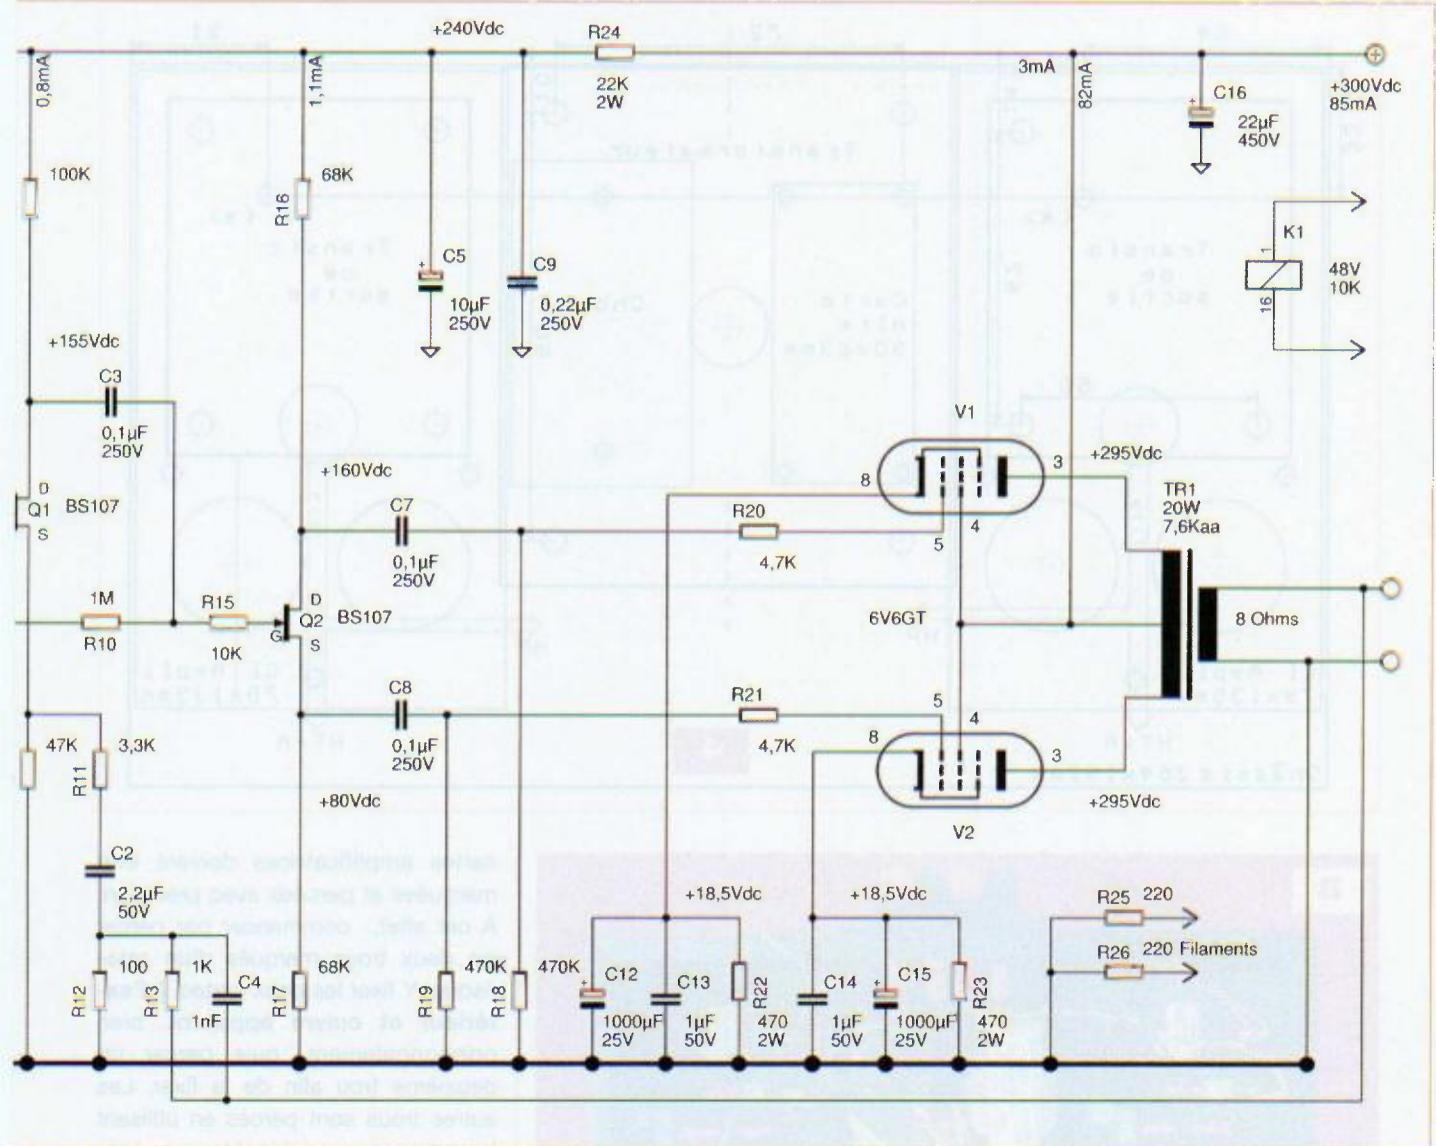 +240Vdc
R24
22K
2W
0,8mA
1,1mA
3mA
82mA
+300Vdc
85mA
C16
+
22µF
450V
100K
R16
68K
K1
1
16
48V
10K
C5
+
10µF
250V
C9
0,22µF
250V
+155Vdc
C3
0,1µF
250V
+160Vdc
V1
8
3
4
5
+295Vdc
TR1
20W
7,6Kaa
D
Q1
S
BS107
C7
0,1µF
250V
R20
4,7K
1M
R10
R15
10K
D
Q2
G
S
BS107
6V6GT
8 Ohms
C8
0,1µF
250V
R21
4,7K
5
4
8
3
V2
+295Vdc
47K
R11
3,3K
+80Vdc
C2
2,2µF
50V
+18,5Vdc
+18,5Vdc
R25
220
R26
220 Filaments
R12
100
R13
1K
C4
1nF
R17
68K
R19
470K
R18
470K
C12
+
1000µF
25V
C13
1µF
50V
R22
470
2W
C14
1µF
50V
C15
+
1000µF
25V
R23
470
2W